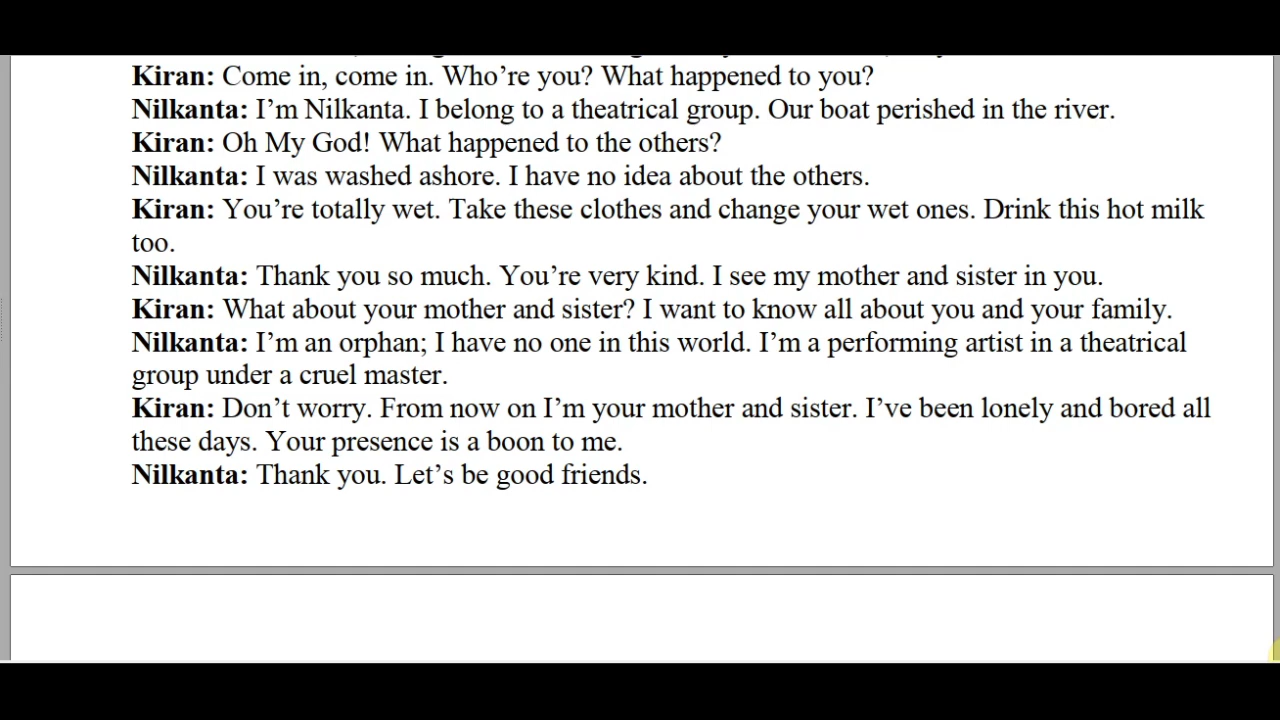 Kiran: Come in, come in. Who’re you? What happened to you?
Nilkanta: I’m Nilkanta. I belong to a theatrical group. Our boat perished in the river.
Kiran: Oh My God! What happened to the others?
Nilkanta: I was washed ashore. I have no idea about the others.
Kiran: You’re totally wet. Take these clothes and change your wet ones. Drink this hot milk
too.
Nilkanta: Thank you so much. You’re very kind. I see my mother and sister in you.
Kiran: What about your mother and sister? I want to know all about you and your family.
Nilkanta: I’m an orphan; I have no one in this world. I’m a performing artist in a theatrical
group under a cruel master.
Kiran: Don’t worry. From now on I’m your mother and sister. I’ve been lonely and bored all
these days. Your presence is a boon to me.
Nilkanta: Thank you. Let’s be good friends.